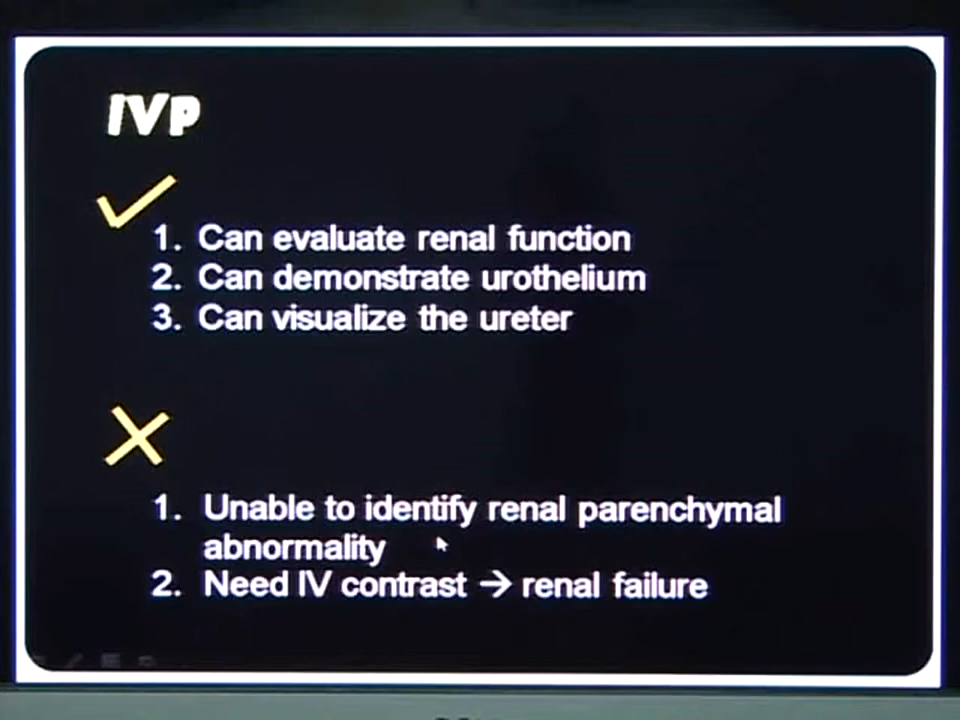 IVP
1. Can evaluate renal function
2. Can demonstrate urothelium
3. Can visualize the ureter
1. Unable to identify renal parenchymal
abnormality
2. Need IV contrast → renal failure